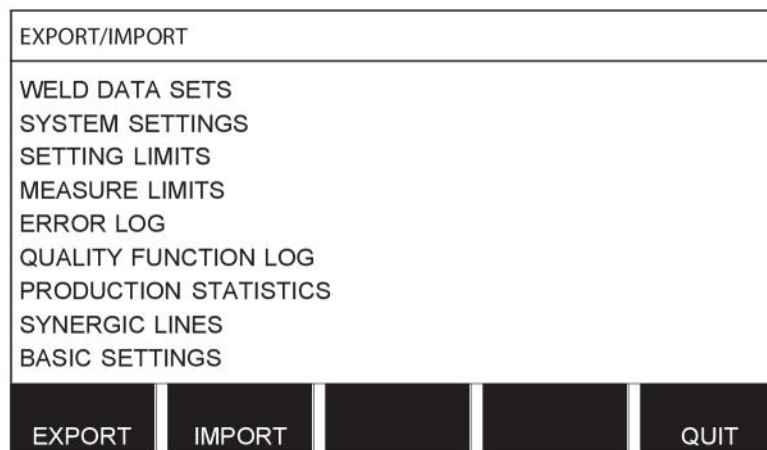 EXPORT/IMPORT
WELD DATA SETS
SYSTEM SETTINGS
SETTING LIMITS
MEASURE LIMITS
ERROR LOG
QUALITY FUNCTION LOG
PRODUCTION STATISTICS
SYNERGIC LINES
BASIC SETTINGS
EXPORT IMPORT QUIT